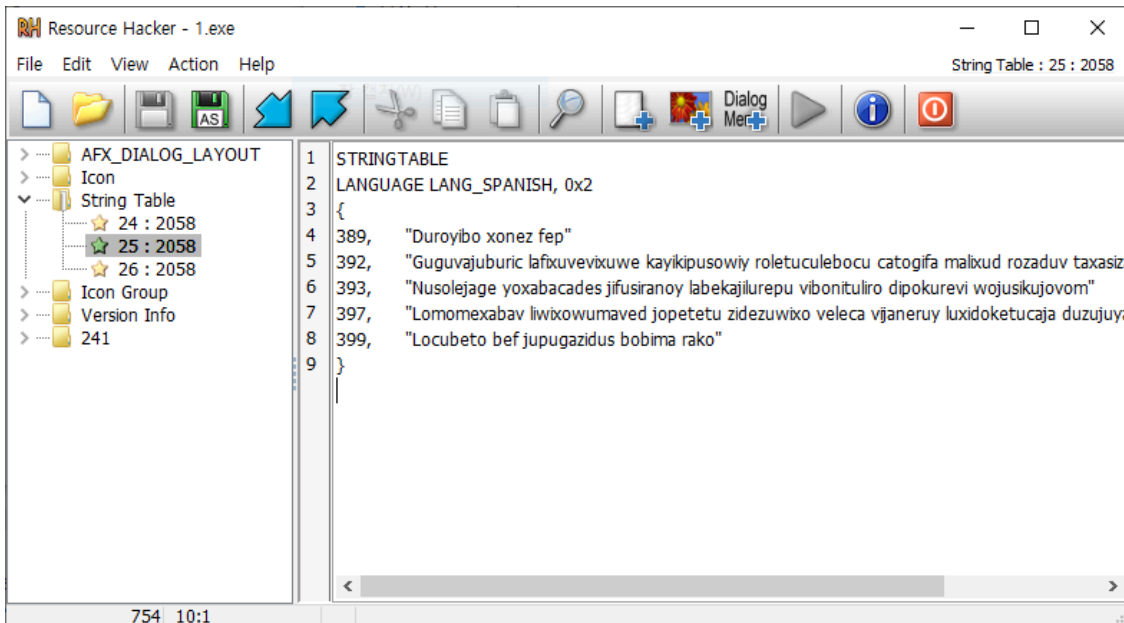 Resource Hacker - 1.exe
File Edit View Action Help
String Table : 25 : 2058
AS
Dialog
Mer
AFX_DIALOG_LAYOUT
Icon
String Table
24 : 2058
25 : 2058
26 : 2058
Icon Group
Version Info
241
1 STRINGTABLE
2 LANGUAGE LANG_SPANISH, 0x2
3 {
4 389, "Duroyibo xonez fep"
5 392, "Guguvajuburic lafixuvevixuwe kayikipusowiy roletuculebocu catogifa malixud rozaduv taxasiz
6 393, "Nusolejage yoxabacades jifusiranoy labekajilurepu vibonituliro dipokurevi wojusikujovom"
7 397, "Lomomexabav liwixowumaved jopetetu zidezuwixo veleca vijaneruy luxidoketucaja duzujuya
8 399, "Locubeto bef jupugazidus bobima rako"
9 }
754 10:1